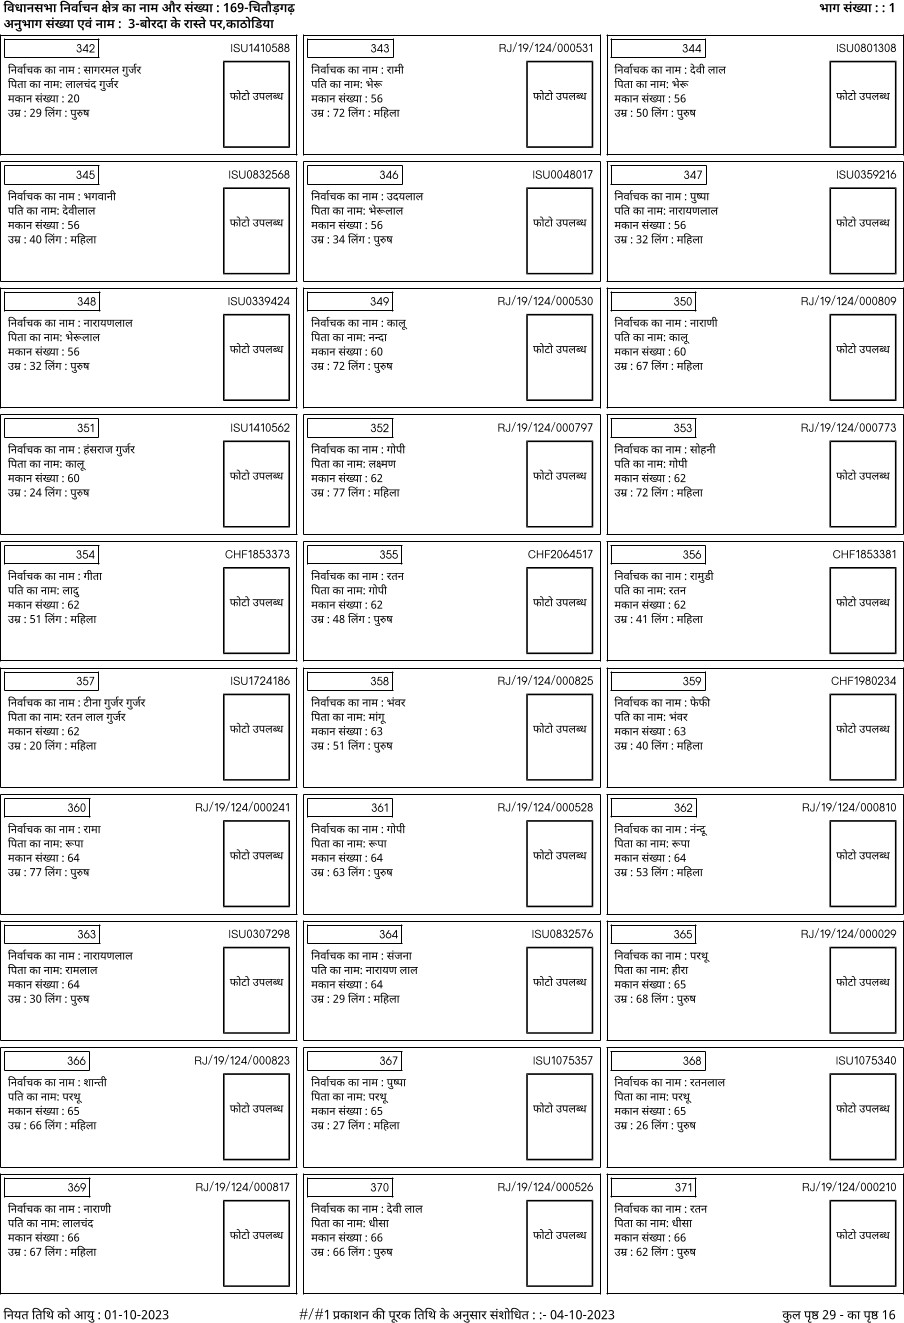 विधानसभा निर्वाचन क्षेत्र का नाम और संख्या : 169-चितौड़गढ़ भाग संख्या : : 1
अनुभाग संख्या एवं नाम : 3-बोरदा के रास्ते पर,काठोडिया
342 ISU1410588
निर्वाचक का नाम : सागरमल गुर्जर
पिता का नाम: लालचंद गुर्जर
मकान संख्या : 20
उम्र : 29 लिंग : पुरुष
फोटो उपलब्ध
343 RJ/19/124/000531
निर्वाचक का नाम : रामी
पति का नाम: भेरू
मकान संख्या : 56
उम्र : 72 लिंग : महिला
फोटो उपलब्ध
344 ISU0801308
निर्वाचक का नाम : देवी लाल
पिता का नाम: भेरू
मकान संख्या : 56
उम्र : 50 लिंग : पुरुष
फोटो उपलब्ध
345 ISU0832568
निर्वाचक का नाम : भगवानी
पति का नाम: देवीलाल
मकान संख्या : 56
उम्र : 40 लिंग : महिला
फोटो उपलब्ध
346 ISU0048017
निर्वाचक का नाम : उदयलाल
पिता का नाम: भेरूलाल
मकान संख्या : 56
उम्र : 34 लिंग : पुरुष
फोटो उपलब्ध
347 ISU0359216
निर्वाचक का नाम : पुष्पा
पति का नाम: नारायणलाल
मकान संख्या : 56
उम्र : 32 लिंग : महिला
फोटो उपलब्ध
348 ISU0339424
निर्वाचक का नाम : नारायणलाल
पिता का नाम: भेरूलाल
मकान संख्या : 56
उम्र : 32 लिंग : पुरुष
फोटो उपलब्ध
349 RJ/19/124/000530
निर्वाचक का नाम : कालू
पिता का नाम: नन्दा
मकान संख्या : 60
उम्र : 72 लिंग : पुरुष
फोटो उपलब्ध
350 RJ/19/124/000809
निर्वाचक का नाम : नाराणी
पति का नाम: कालू
मकान संख्या : 60
उम्र : 67 लिंग : महिला
फोटो उपलब्ध
351 ISU1410562
निर्वाचक का नाम : हंसराज गुर्जर
पिता का नाम: कालू
मकान संख्या : 60
उम्र : 24 लिंग : पुरुष
फोटो उपलब्ध
352 RJ/19/124/000797
निर्वाचक का नाम : गोपी
पिता का नाम: लक्ष्मण
मकान संख्या : 62
उम्र : 77 लिंग : महिला
फोटो उपलब्ध
353 RJ/19/124/000773
निर्वाचक का नाम : सोहनी
पति का नाम: गोपी
मकान संख्या : 62
उम्र : 72 लिंग : महिला
फोटो उपलब्ध
354 CHF1853373
निर्वाचक का नाम : गीता
पति का नाम: लादु
मकान संख्या : 62
उम्र : 51 लिंग : महिला
फोटो उपलब्ध
355 CHF2064517
निर्वाचक का नाम : रतन
पिता का नाम: गोपी
मकान संख्या : 62
उम्र : 48 लिंग : पुरुष
फोटो उपलब्ध
356 CHF1853381
निर्वाचक का नाम : रामुडी
पति का नाम: रतन
मकान संख्या : 62
उम्र : 41 लिंग : महिला
फोटो उपलब्ध
357 ISU1724186
निर्वाचक का नाम : टीना गुर्जर गुर्जर
पिता का नाम: रतन लाल गुर्जर
मकान संख्या : 62
उम्र : 20 लिंग : महिला
फोटो उपलब्ध
358 RJ/19/124/000825
निर्वाचक का नाम : भंवर
पिता का नाम: मांगू
मकान संख्या : 63
उम्र : 51 लिंग : पुरुष
फोटो उपलब्ध
359 CHF1980234
निर्वाचक का नाम : फेफी
पति का नाम: भंवर
मकान संख्या : 63
उम्र : 40 लिंग : महिला
फोटो उपलब्ध
360 RJ/19/124/000241
निर्वाचक का नाम : रामा
पिता का नाम: रूपा
मकान संख्या : 64
उम्र : 77 लिंग : पुरुष
फोटो उपलब्ध
361 RJ/19/124/000528
निर्वाचक का नाम : गोपी
पिता का नाम: रूपा
मकान संख्या : 64
उम्र : 63 लिंग : पुरुष
फोटो उपलब्ध
362 RJ/19/124/000810
निर्वाचक का नाम : नंन्दू
पिता का नाम: रूपा
मकान संख्या : 64
उम्र : 53 लिंग : महिला
फोटो उपलब्ध
363 ISU0307298
निर्वाचक का नाम : नारायणलाल
पिता का नाम: रामलाल
मकान संख्या : 64
उम्र : 30 लिंग : पुरुष
फोटो उपलब्ध
364 ISU0832576
निर्वाचक का नाम : संजना
पति का नाम: नारायण लाल
मकान संख्या : 64
उम्र : 29 लिंग : महिला
फोटो उपलब्ध
365 RJ/19/124/000029
निर्वाचक का नाम : परथू
पिता का नाम: हीरा
मकान संख्या : 65
उम्र : 68 लिंग : पुरुष
फोटो उपलब्ध
366 RJ/19/124/000823
निर्वाचक का नाम : शान्ती
पति का नाम: परथू
मकान संख्या : 65
उम्र : 66 लिंग : महिला
फोटो उपलब्ध
367 ISU1075357
निर्वाचक का नाम : पुष्पा
पिता का नाम: परथू
मकान संख्या : 65
उम्र : 27 लिंग : महिला
फोटो उपलब्ध
368 ISU1075340
निर्वाचक का नाम : रतनलाल
पिता का नाम: परथू
मकान संख्या : 65
उम्र : 26 लिंग : पुरुष
फोटो उपलब्ध
369 RJ/19/124/000817
निर्वाचक का नाम : नाराणी
पति का नाम: लालचंद
मकान संख्या : 66
उम्र : 67 लिंग : महिला
फोटो उपलब्ध
370 RJ/19/124/000526
निर्वाचक का नाम : देवी लाल
पिता का नाम: धीसा
मकान संख्या : 66
उम्र : 66 लिंग : पुरुष
फोटो उपलब्ध
371 RJ/19/124/000210
निर्वाचक का नाम : रतन
पिता का नाम: धीसा
मकान संख्या : 66
उम्र : 62 लिंग : पुरुष
फोटो उपलब्ध
नियत तिथि को आयु : 01-10-2023 #/#1 प्रकाशन की पूरक तिथि के अनुसार संशोधित : :- 04-10-2023 कुल पृष्ठ 29 - का पृष्ठ 16